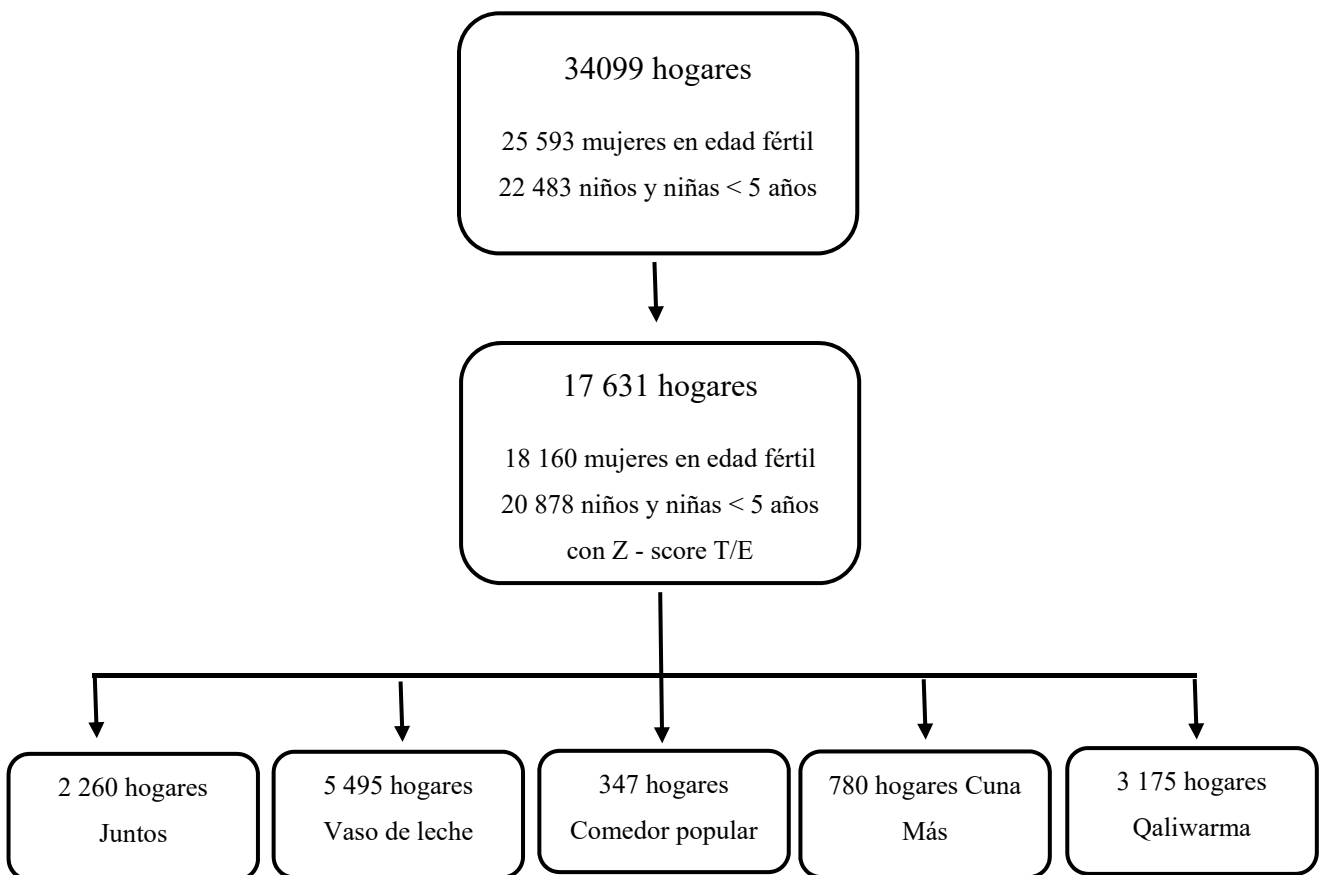 34099 hogares
25 593 mujeres en edad fértil
22 483 niños y niñas < 5 años
17 631 hogares
18 160 mujeres en edad fértil
20 878 niños y niñas < 5 años
con Z - score T/E
2 260 hogares
Juntos
5 495 hogares
Vaso de leche
347 hogares
Comedor popular
780 hogares Cuna
Más
3 175 hogares
Qaliwarma